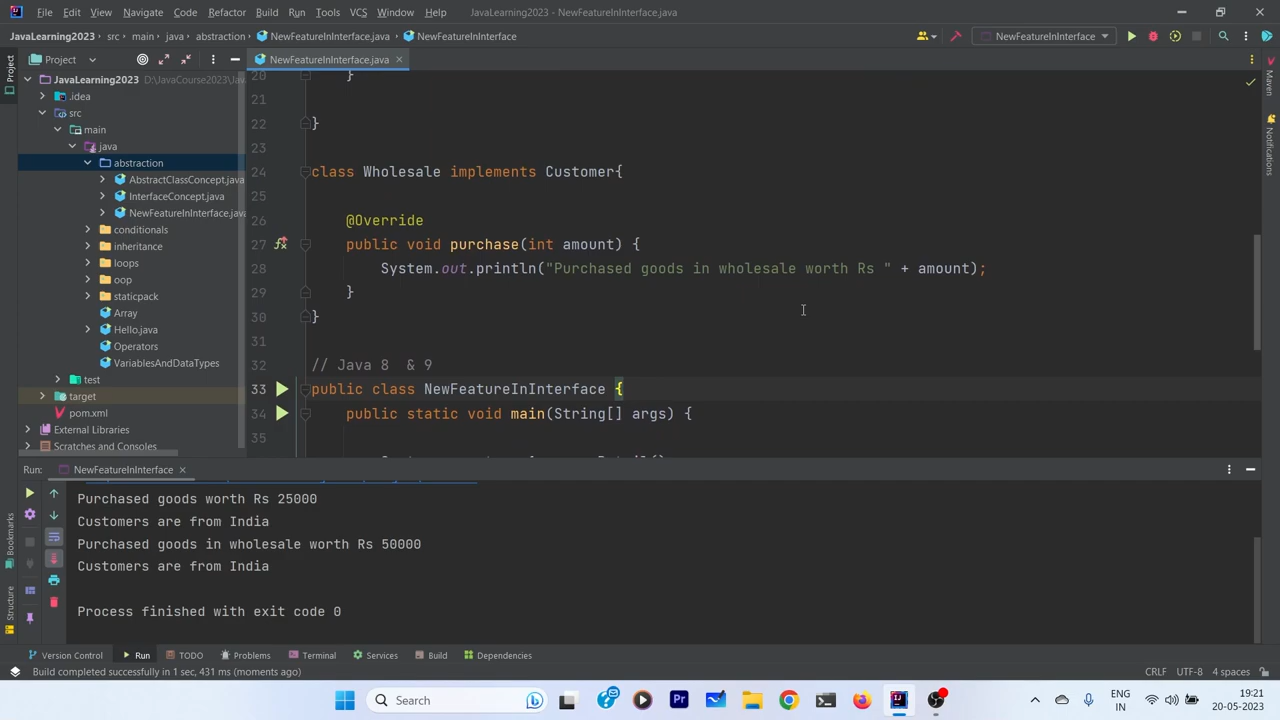 File Edit View Navigate Code Refactor Build Run Tools VCS Window Help JavaLearning2023 - NewFeatureInInterface.java
JavaLearning2023 › src › main › java › abstraction › NewFeatureInInterface.java › NewFeatureInInterface NewFeatureInInterface
Project NewFeatureInInterface.java
JavaLearning2023 D:\JavaCourse2023\Jav
.idea
src
main
java
abstraction
AbstractClassConcept.java
InterfaceConcept.java
NewFeatureInInterface.java
conditionals
inheritance
loops
oop
staticpack
Array
Hello.java
Operators
VariablesAndDataTypes
test
target
pom.xml
External Libraries
Scratches and Consoles
Project
Bookmarks
Structure
20 }
21
22 }
23
24 class Wholesale implements Customer{
25
26 @Override
27 public void purchase(int amount) {
28 System.out.println("Purchased goods in wholesale worth Rs " + amount);
29 }
30 }
31
32 // Java 8  & 9
33 public class NewFeatureInInterface {
34 public static void main(String[] args) {
35
Maven
Notifications
Run: NewFeatureInInterface
Purchased goods worth Rs 25000
Customers are from India
Purchased goods in wholesale worth Rs 50000
Customers are from India
Process finished with exit code 0
Version Control Run TODO Problems Terminal Services Build Dependencies
Build completed successfully in 1 sec, 431 ms (moments ago) CRLF UTF-8 4 spaces
Search Pr ENG 19:21
IN 20-05-2023